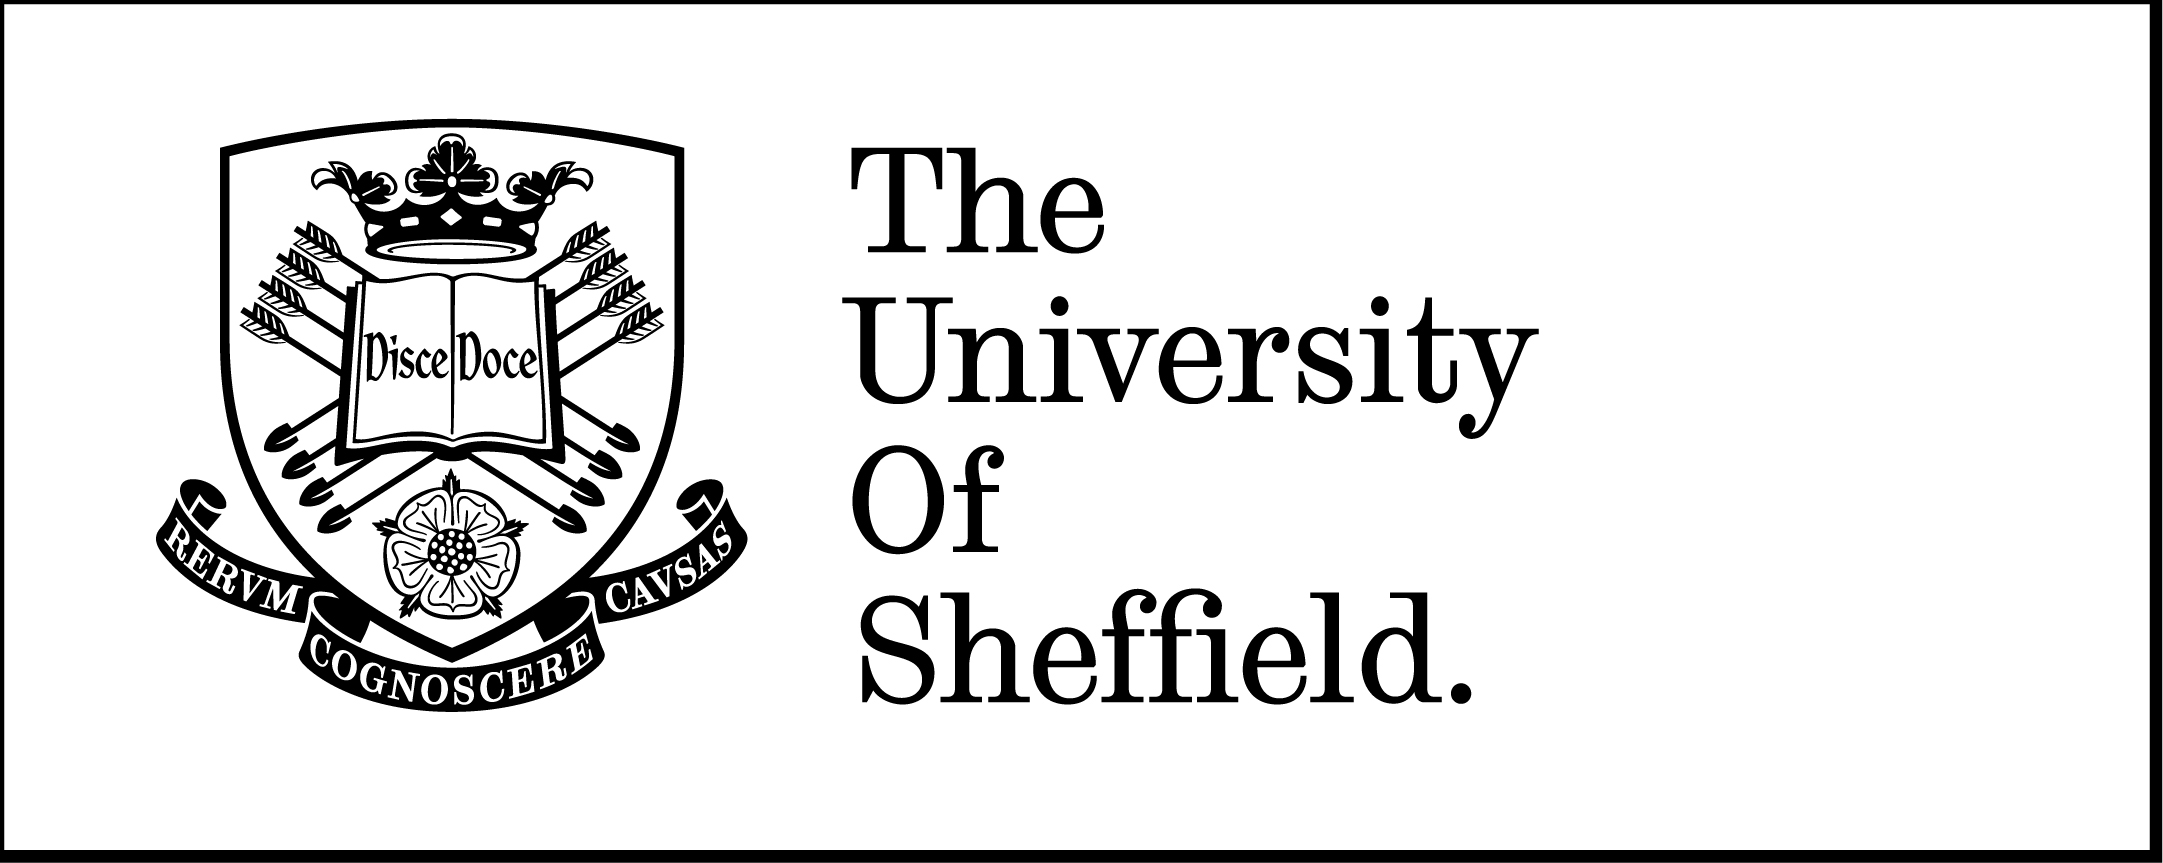 Disce Doce
RERVM COGNOSCERE CAVSAS
The
University
Of
Sheffield.